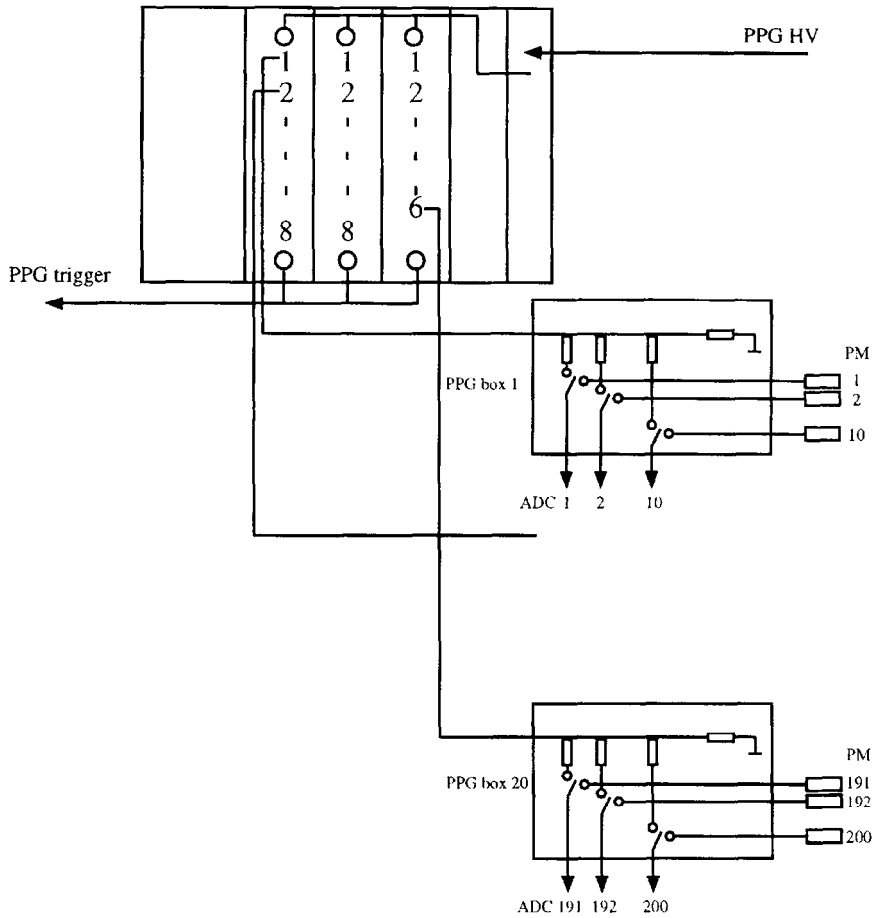 PPG HV
1 1 1
2 2 2
6
8 8
PPG trigger
PM
PPG box 1
1
2
10
ADC 1 2 10
PM
PPG box 20
191
192
200
ADC 191 192 200